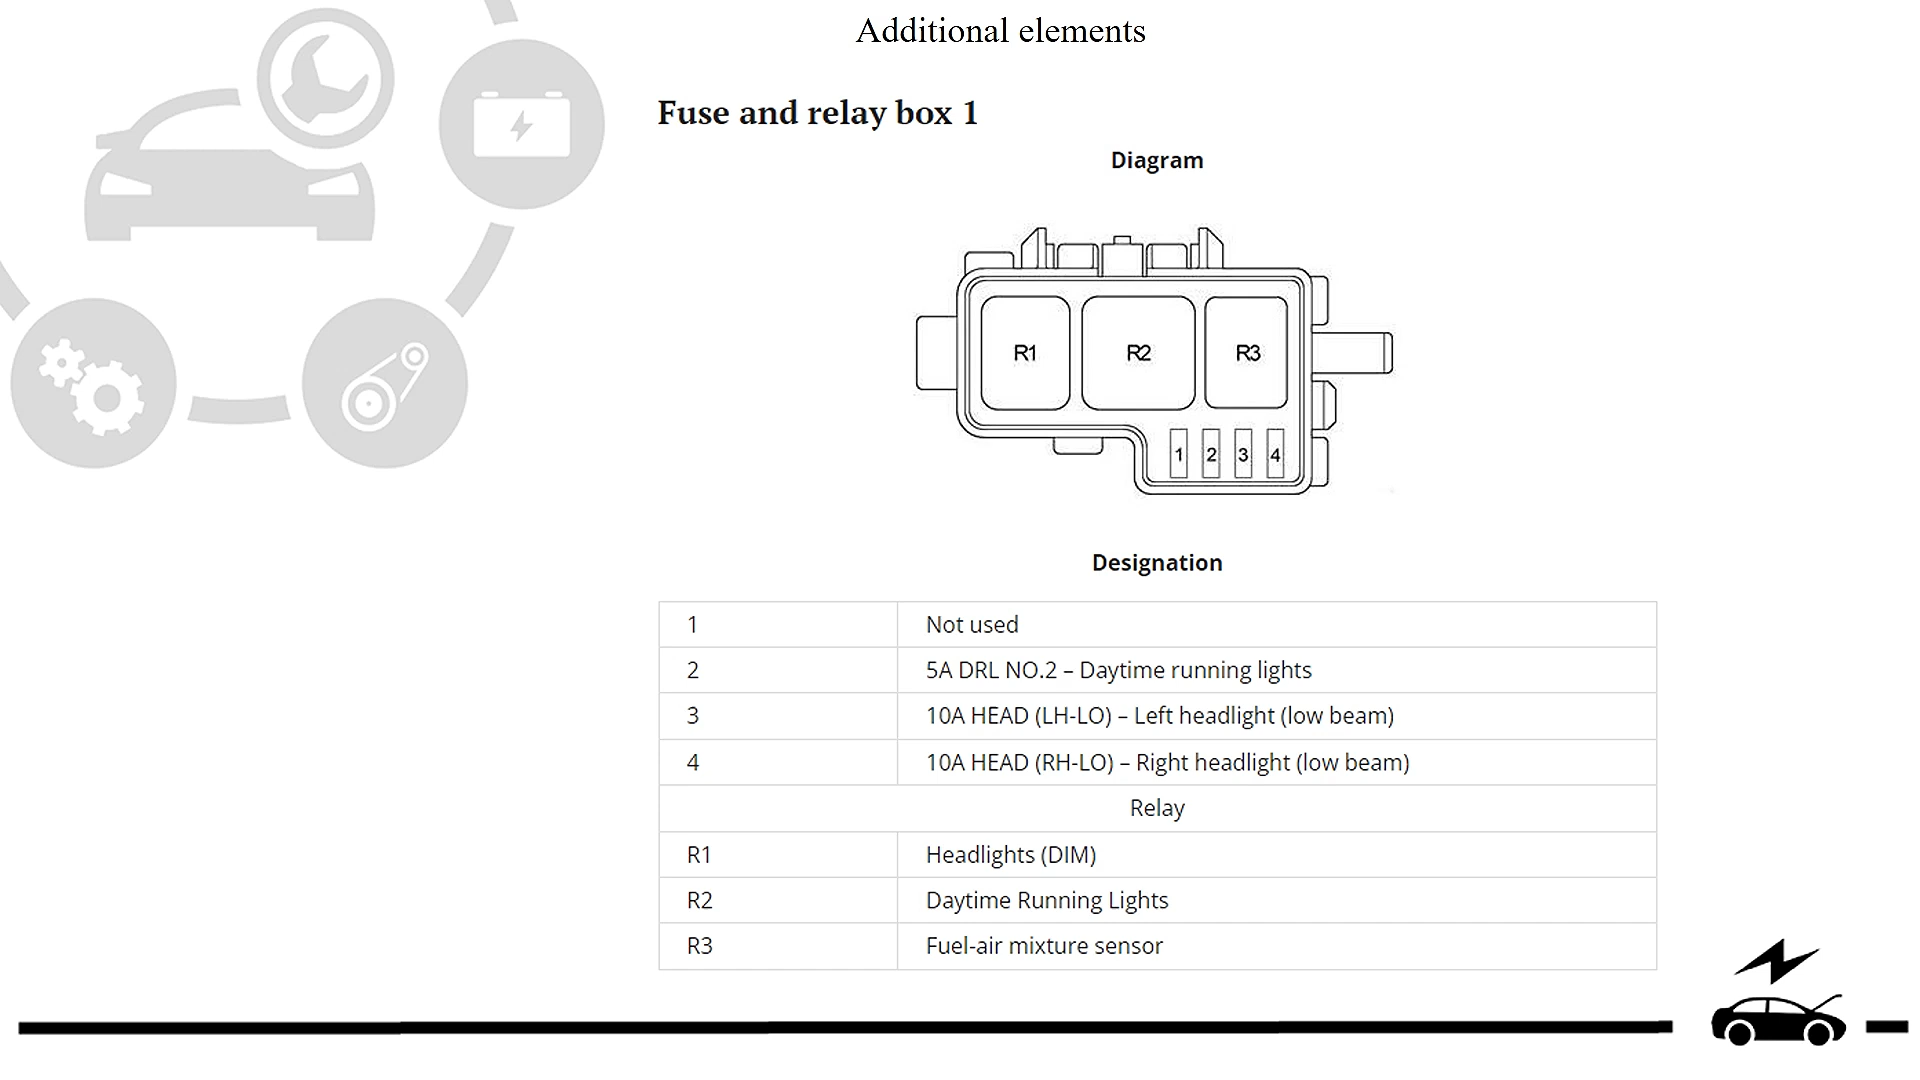 Additional elements
Fuse and relay box 1
Diagram
R1 R2 R3
1 2 3 4
Designation
1 Not used
2 5A DRL NO.2 – Daytime running lights
3 10A HEAD (LH-LO) – Left headlight (low beam)
4 10A HEAD (RH-LO) – Right headlight (low beam)
Relay
R1 Headlights (DIM)
R2 Daytime Running Lights
R3 Fuel-air mixture sensor